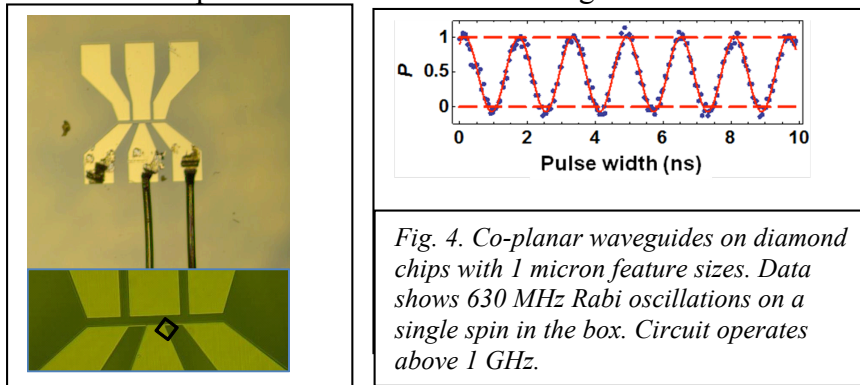 1
0.5
0
P
0 2 4 6 8 10
Pulse width (ns)
Fig. 4. Co-planar waveguides on diamond
chips with 1 micron feature sizes. Data
shows 630 MHz Rabi oscillations on a
single spin in the box. Circuit operates
above 1 GHz.